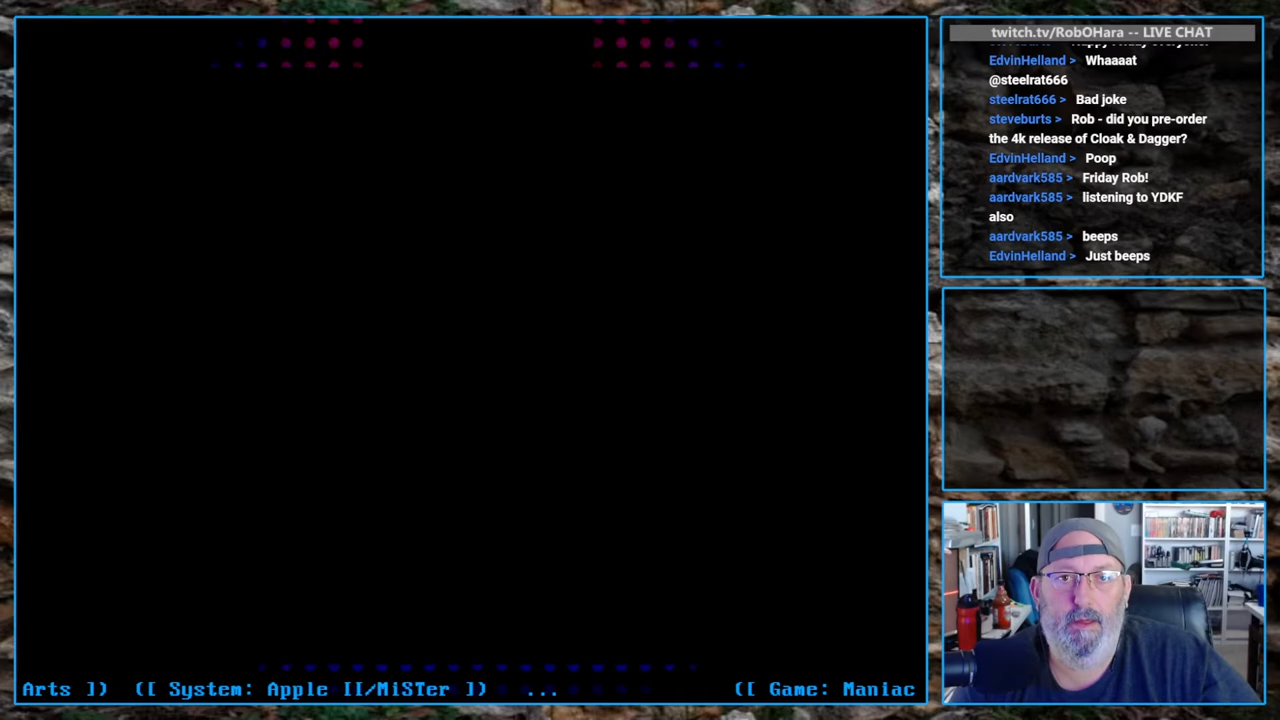 twitch.tv/RobOHara -- LIVE CHAT
EdvinHelland > Whaaaat
@steelrat666
steelrat666 > Bad joke
steveburts > Rob - did you pre-order
the 4k release of Cloak & Dagger?
EdvinHelland > Poop
aardvark585 > Friday Rob!
aardvark585 > listening to YDKF
also
aardvark585 > beeps
EdvinHelland > Just beeps
Arts ]) ([ System: Apple II/MiSTer ]) ... ([ Game: Maniac